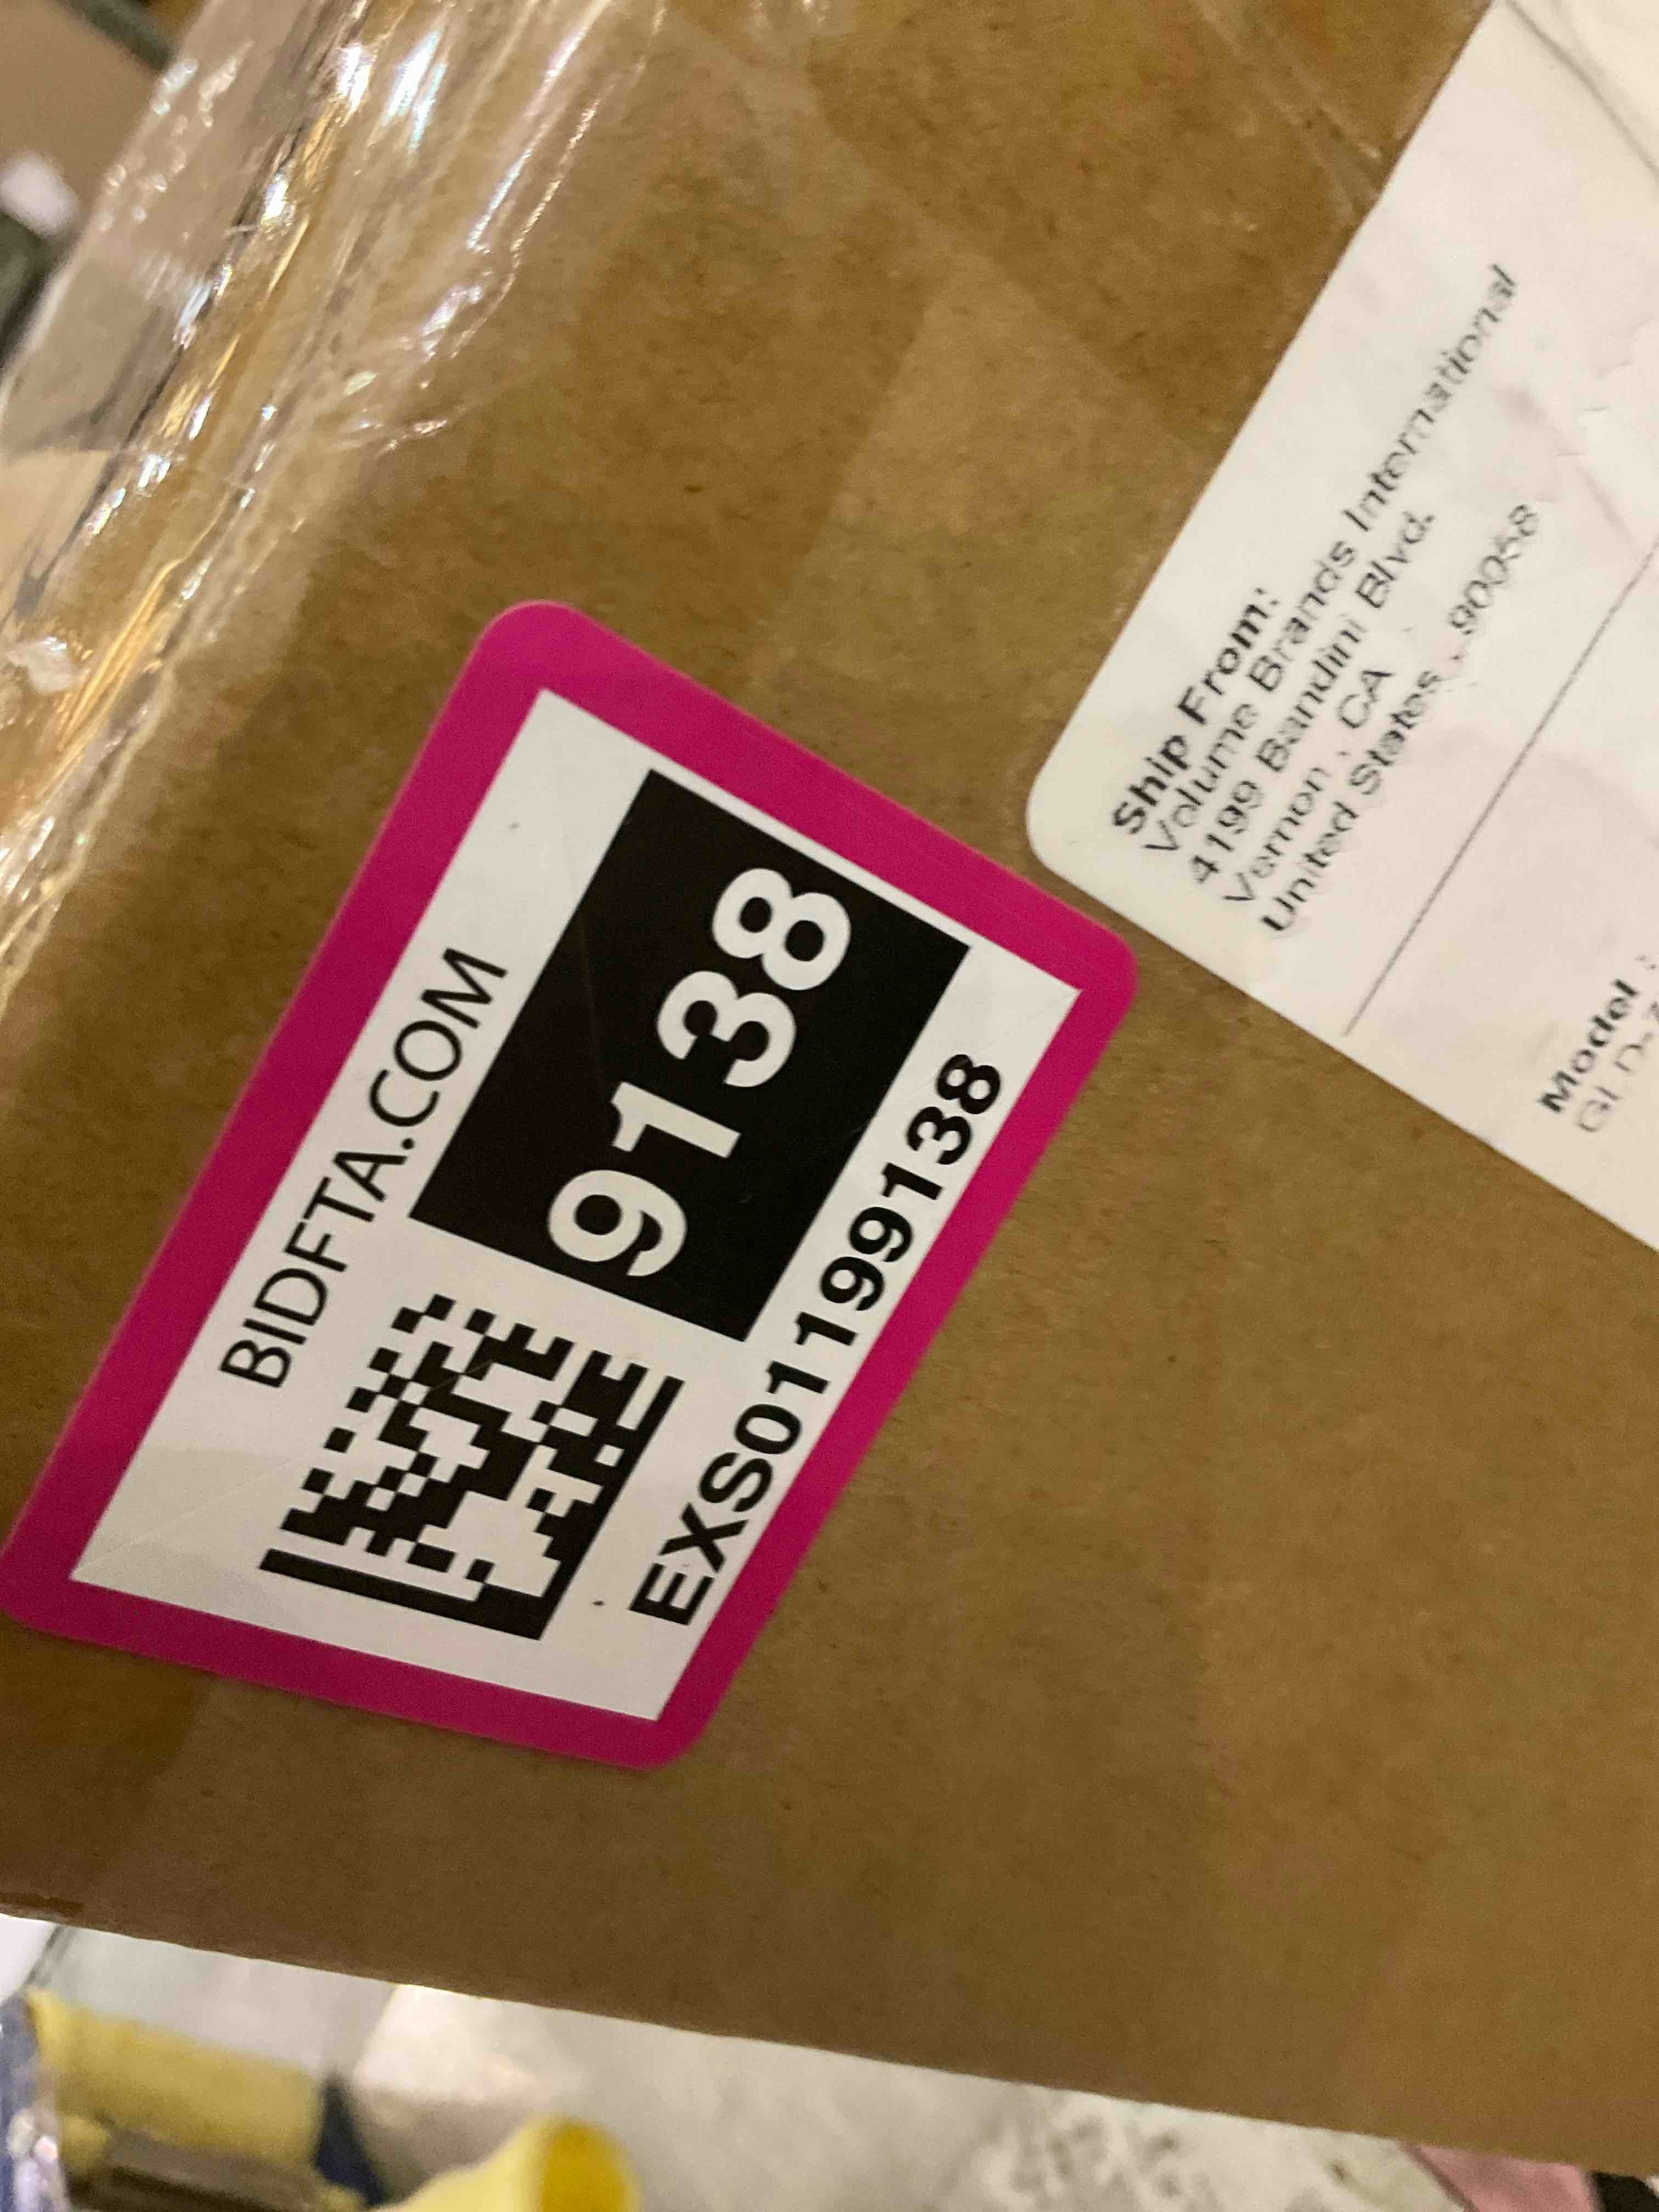 BIDFTA.COM
9138
EXS01199138
Ship From:
Volume Brands International
4199 Bandini Blvd.
Vernon , CA
United States , 90058
Model :